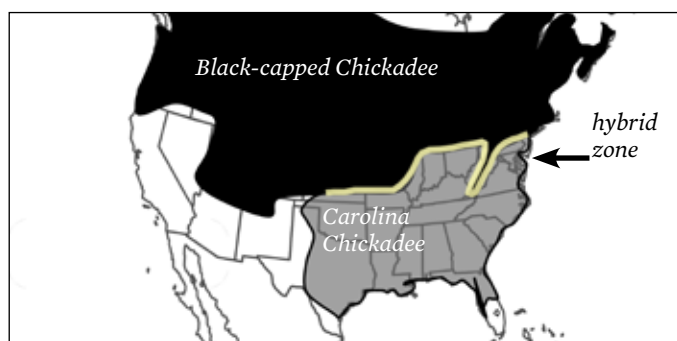 Black-capped Chickadee
hybrid
zone
Carolina
Chickadee